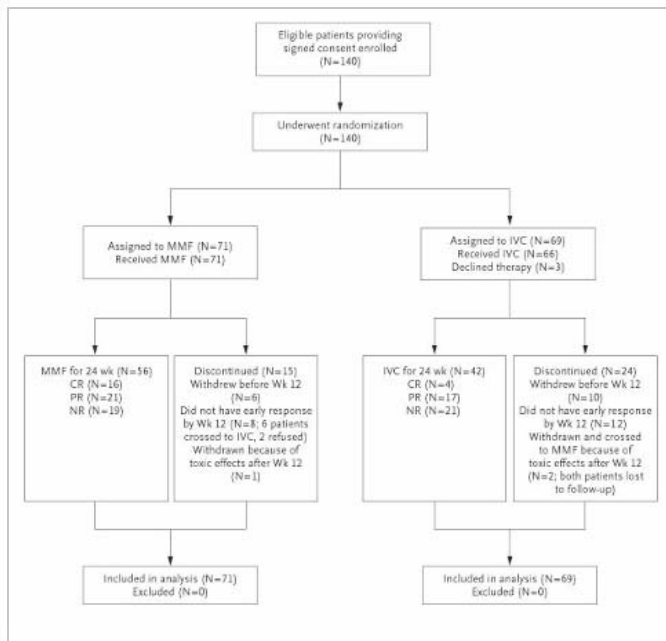 Eligible patients providing
signed consent enrolled
(N=140)
Underwent randomization
(N=140)
Assigned to MMF (N=71)
Received MMF (N=71)
Assigned to IVC (N=69)
Received IVC (N=66)
Declined therapy (N=3)
MMF for 24 wk (N=56)
CR (N=16)
PR (N=21)
NR (N=19)
Discontinued (N=15)
Withdrew before Wk 12
(N=6)
Did not have early response
by Wk 12 (N=8; 6 patients
crossed to IVC, 2 refused)
Withdrawn because of
toxic effects after Wk 12
(N=1)
IVC for 24 wk (N=42)
CR (N=4)
PR (N=17)
NR (N=21)
Discontinued (N=24)
Withdrew before Wk 12
(N=10)
Did not have early response
by Wk 12 (N=12)
Withdrawn and crossed
to MMF because of
toxic effects after Wk 12
(N=2; both patients lost
to follow-up)
Included in analysis (N=71)
Excluded (N=0)
Included in analysis (N=69)
Excluded (N=0)